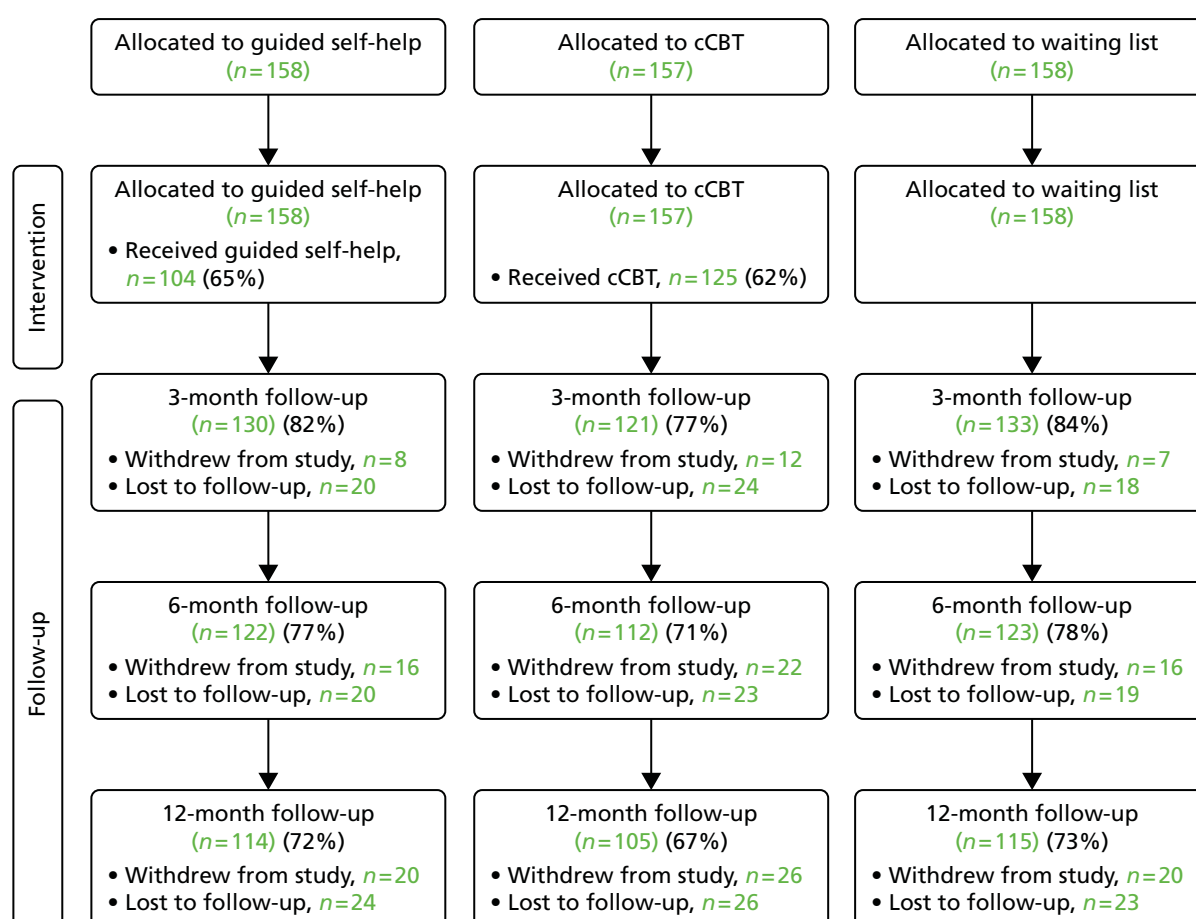 Allocated to guided self-help
(n=158)
Allocated to cCBT
(n=157)
Allocated to waiting list
(n=158)
Intervention
Allocated to guided self-help
(n=158)
• Received guided self-help,
n=104 (65%)
Allocated to cCBT
(n=157)
• Received cCBT, n=125 (62%)
Allocated to waiting list
(n=158)
Follow-up
3-month follow-up
(n=130) (82%)
• Withdrew from study, n=8
• Lost to follow-up, n=20
3-month follow-up
(n=121) (77%)
• Withdrew from study, n=12
• Lost to follow-up, n=24
3-month follow-up
(n=133) (84%)
• Withdrew from study, n=7
• Lost to follow-up, n=18
6-month follow-up
(n=122) (77%)
• Withdrew from study, n=16
• Lost to follow-up, n=20
6-month follow-up
(n=112) (71%)
• Withdrew from study, n=22
• Lost to follow-up, n=23
6-month follow-up
(n=123) (78%)
• Withdrew from study, n=16
• Lost to follow-up, n=19
12-month follow-up
(n=114) (72%)
• Withdrew from study, n=20
• Lost to follow-up, n=24
12-month follow-up
(n=105) (67%)
• Withdrew from study, n=26
• Lost to follow-up, n=26
12-month follow-up
(n=115) (73%)
• Withdrew from study, n=20
• Lost to follow-up, n=23